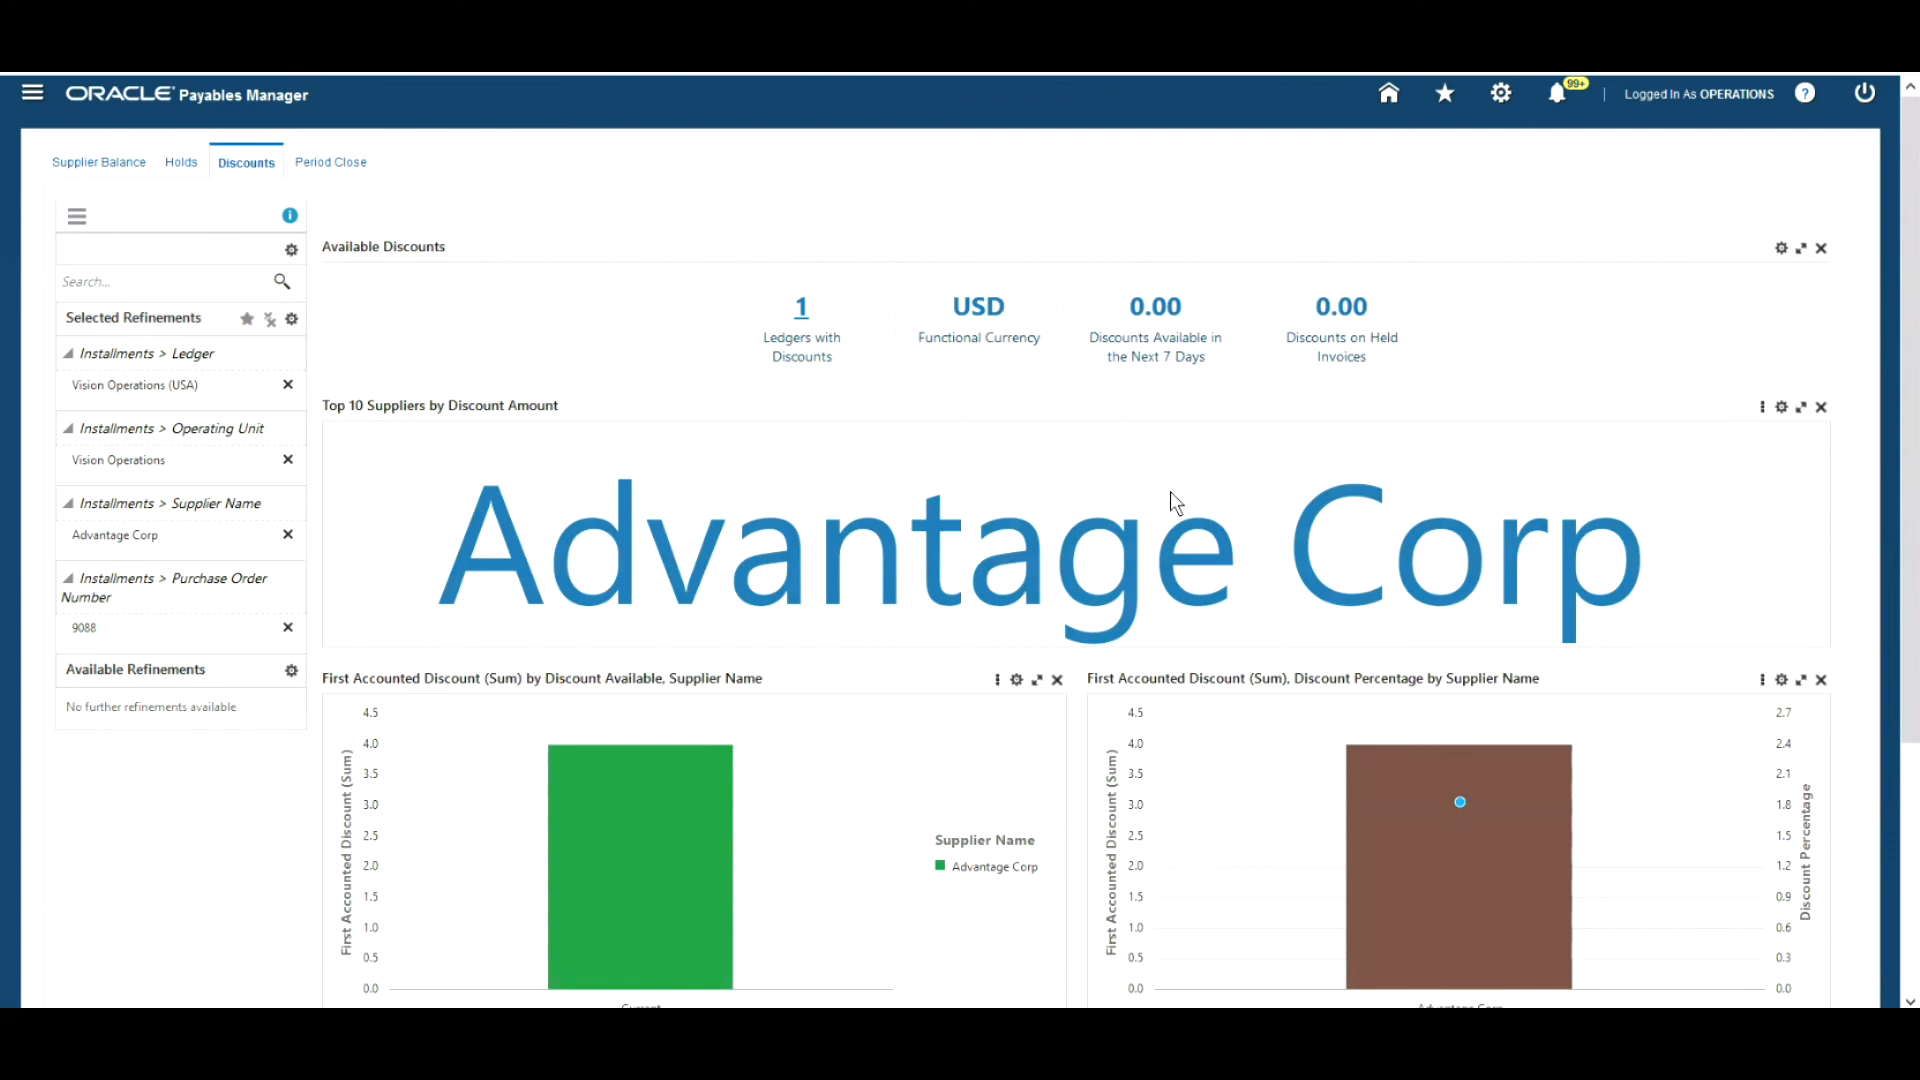 ORACLE Payables Manager
99+
Logged In As OPERATIONS
?
Supplier Balance
Holds
Discounts
Period Close
i
Search...
Selected Refinements
Installments > Ledger
Vision Operations (USA)
Installments > Operating Unit
Vision Operations
Installments > Supplier Name
Advantage Corp
Installments > Purchase Order
Number
9088
Available Refinements
No further refinements available
Available Discounts
1
Ledgers with
Discounts
USD
Functional Currency
0.00
Discounts Available in
the Next 7 Days
0.00
Discounts on Held
Invoices
Top 10 Suppliers by Discount Amount
Advantage Corp
First Accounted Discount (Sum) by Discount Available, Supplier Name
First Accounted Discount (Sum)
4.5
4.0
3.5
3.0
2.5
2.0
1.5
1.0
0.5
0.0
Current
Supplier Name
Advantage Corp
First Accounted Discount (Sum), Discount Percentage by Supplier Name
First Accounted Discount (Sum)
4.5
4.0
3.5
3.0
2.5
2.0
1.5
1.0
0.5
0.0
Advantage Corp
2.7
2.4
2.1
1.8
1.5
1.2
0.9
0.6
0.3
0.0
Discount Percentage